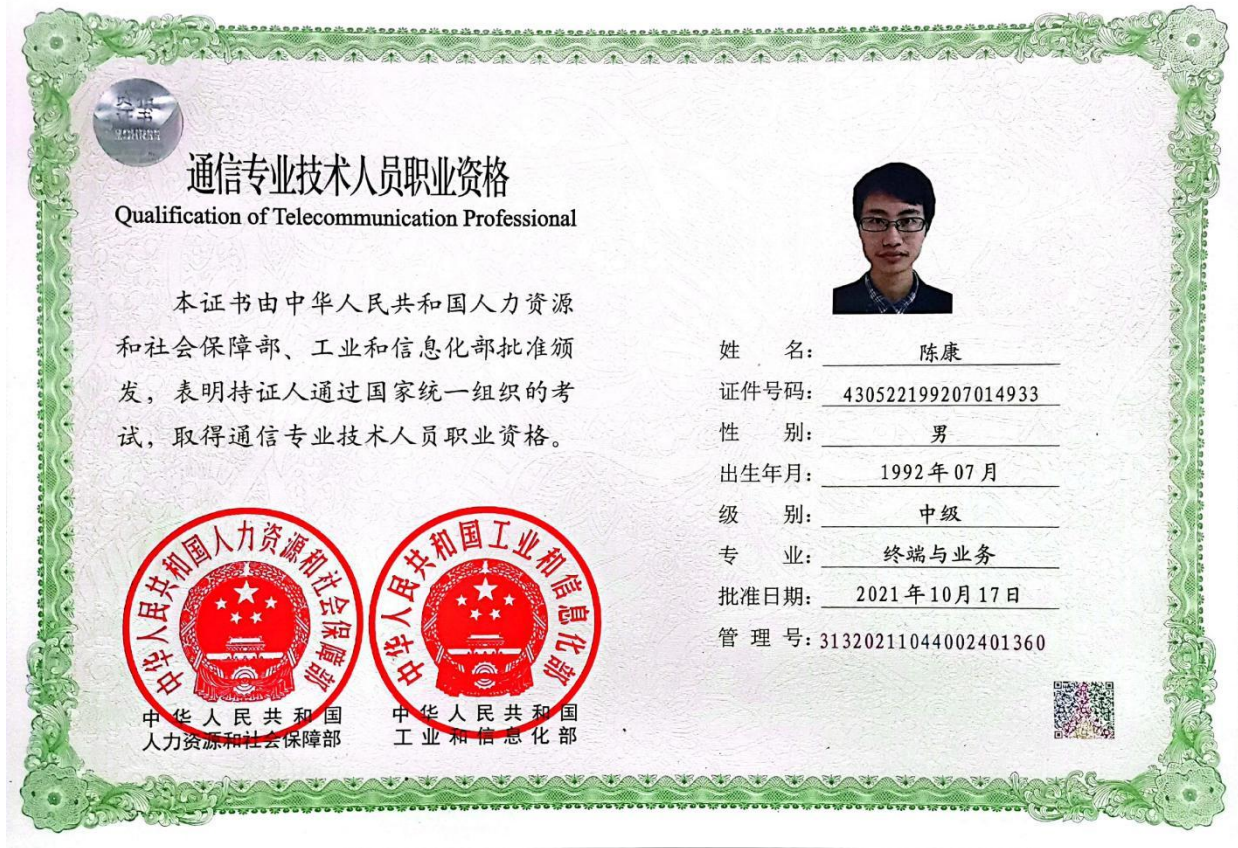 通信专业技术人员职业资格
Qualification of Telecommunication Professional
本证书由中华人民共和国人力资源
和社会保障部、工业和信息化部批准颁
发，表明持证人通过国家统一组织的考
试，取得通信专业技术人员职业资格。
中华人民共和国人力资源和社会保障部
中华人民共和国工业和信息化部
中华人民共和国
人力资源和社会保障部
中华人民共和国
工业和信息化部
姓 名：陈康
证件号码：430522199207014933
性 别：男
出生年月：1992年07月
级 别：中级
专 业：终端与业务
批准日期：2021年10月17日
管 理 号：31320211044002401360